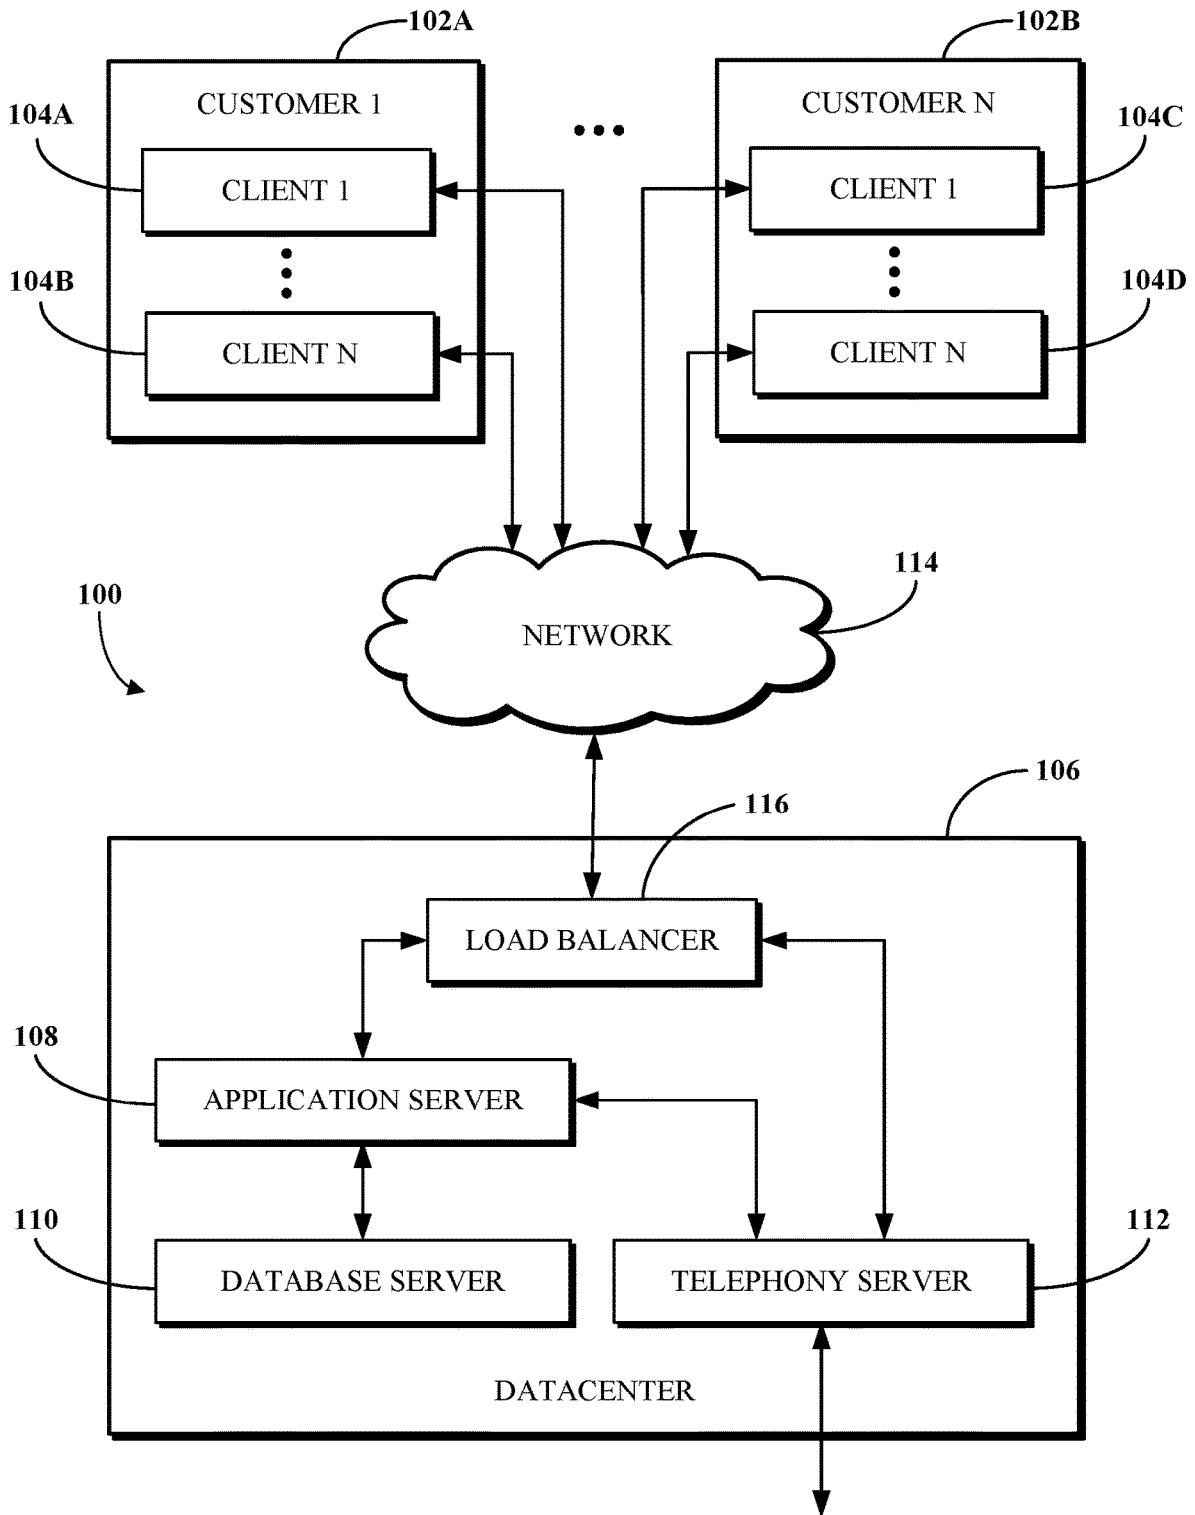 102A
102B
CUSTOMER 1
CUSTOMER N
104A
104C
CLIENT 1
CLIENT 1
104B
104D
CLIENT N
CLIENT N
114
100
NETWORK
106
116
LOAD BALANCER
108
APPLICATION SERVER
110
112
DATABASE SERVER
TELEPHONY SERVER
DATACENTER